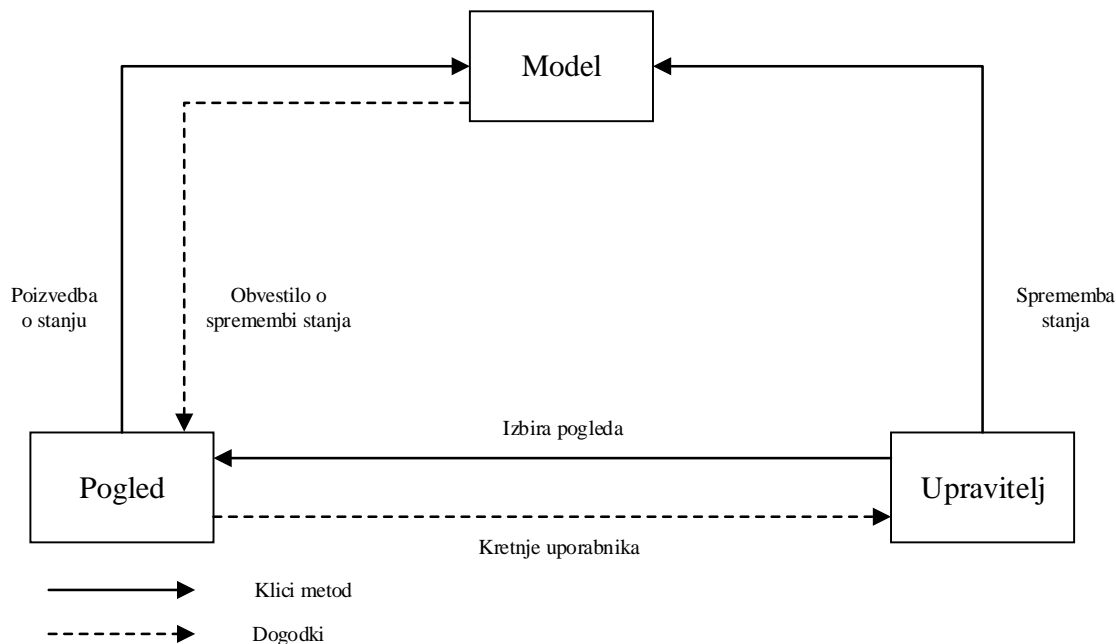 Model
Poizvedba
o stanju
Obvestilo o
spremembi stanja
Sprememba
stanja
Izbira pogleda
Pogled
Upravitelj
Kretnje uporabnika
Klici metod
Dogodki